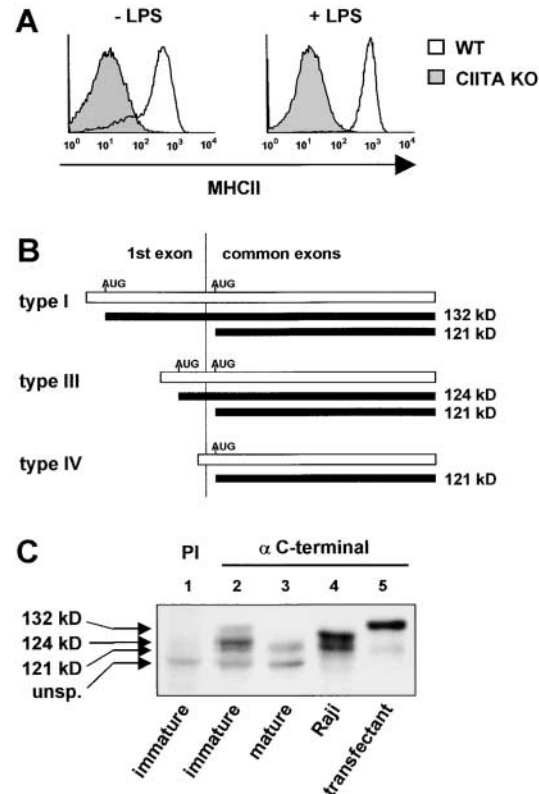 A
- LPS
+ LPS
WT
CIITA KO
10⁰ 10¹ 10² 10³ 10⁴
10⁰ 10¹ 10² 10³ 10⁴
MHCII
B
1st exon common exons
type I
AUG AUG
132 kD
121 kD
type III
AUG AUG
124 kD
121 kD
type IV
AUG
121 kD
C
PI α C-terminal
1 2 3 4 5
132 kD
124 kD
121 kD
unsp.
immature immature mature Raji transfectant